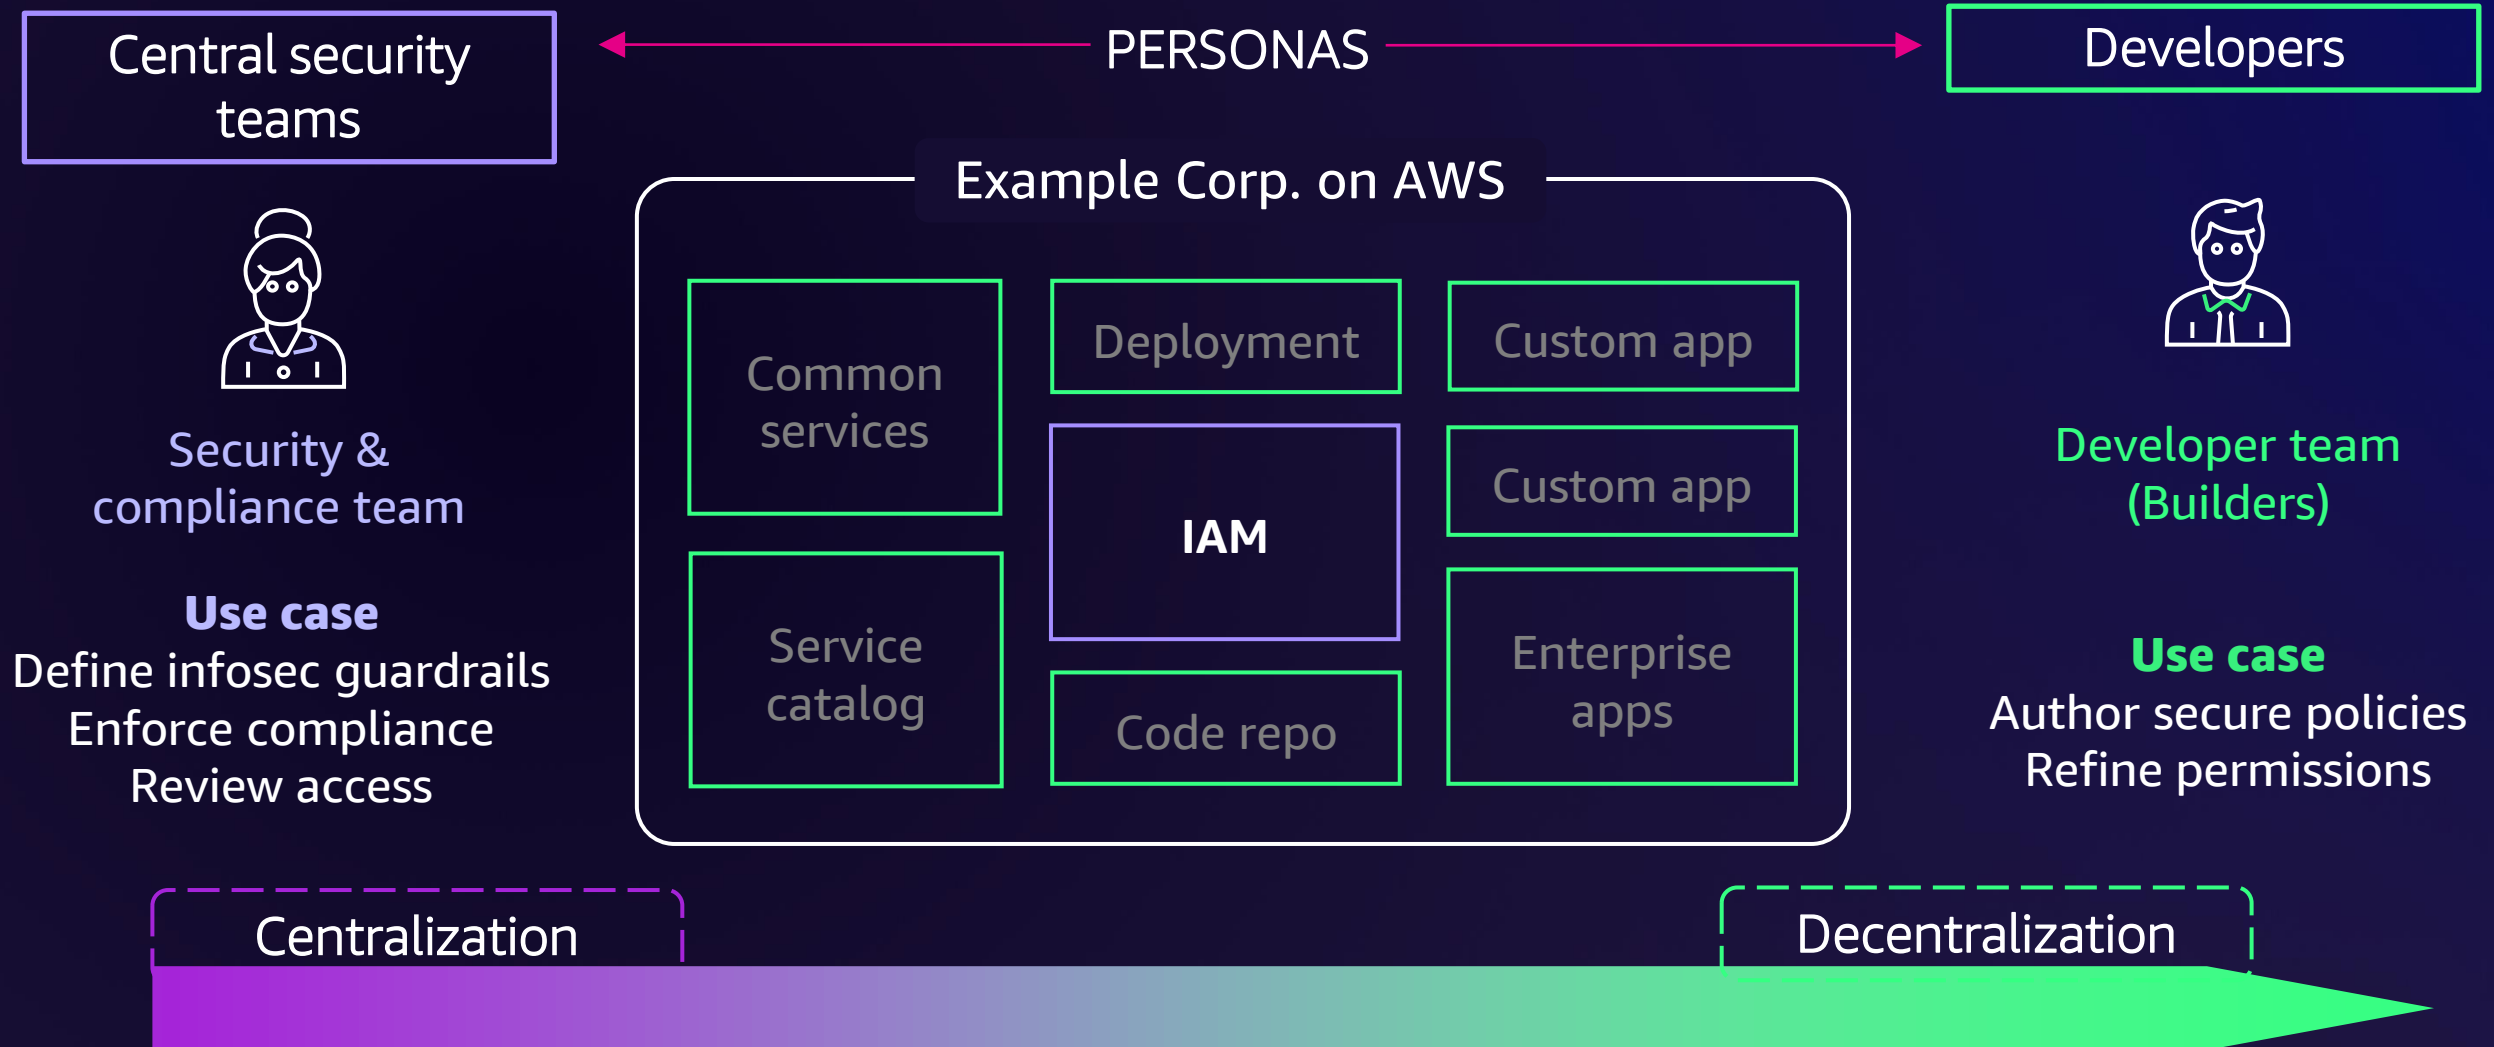 Central security
teams
PERSONAS
Developers
Example Corp. on AWS
Security &
compliance team
Use case
Define infosec guardrails
Enforce compliance
Review access
Common
services
Service
catalog
Deployment
IAM
Code repo
Custom app
Custom app
Enterprise
apps
Developer team
(Builders)
Use case
Author secure policies
Refine permissions
Centralization
Decentralization